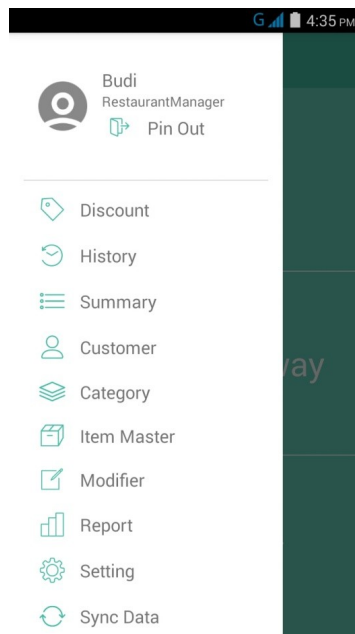 G 4:35 PM
Budi
RestaurantManager
Pin Out
Discount
History
Summary
Customer
Category
Item Master
Modifier
Report
Setting
Sync Data